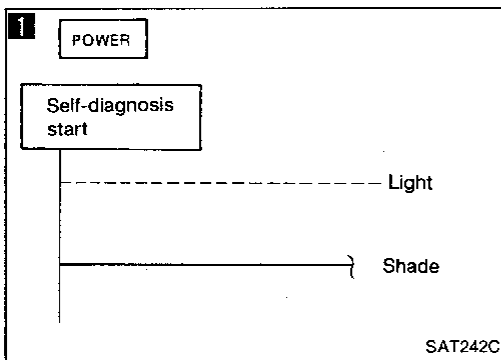 1
POWER
Self-diagnosis
start
Light
Shade
SAT242C